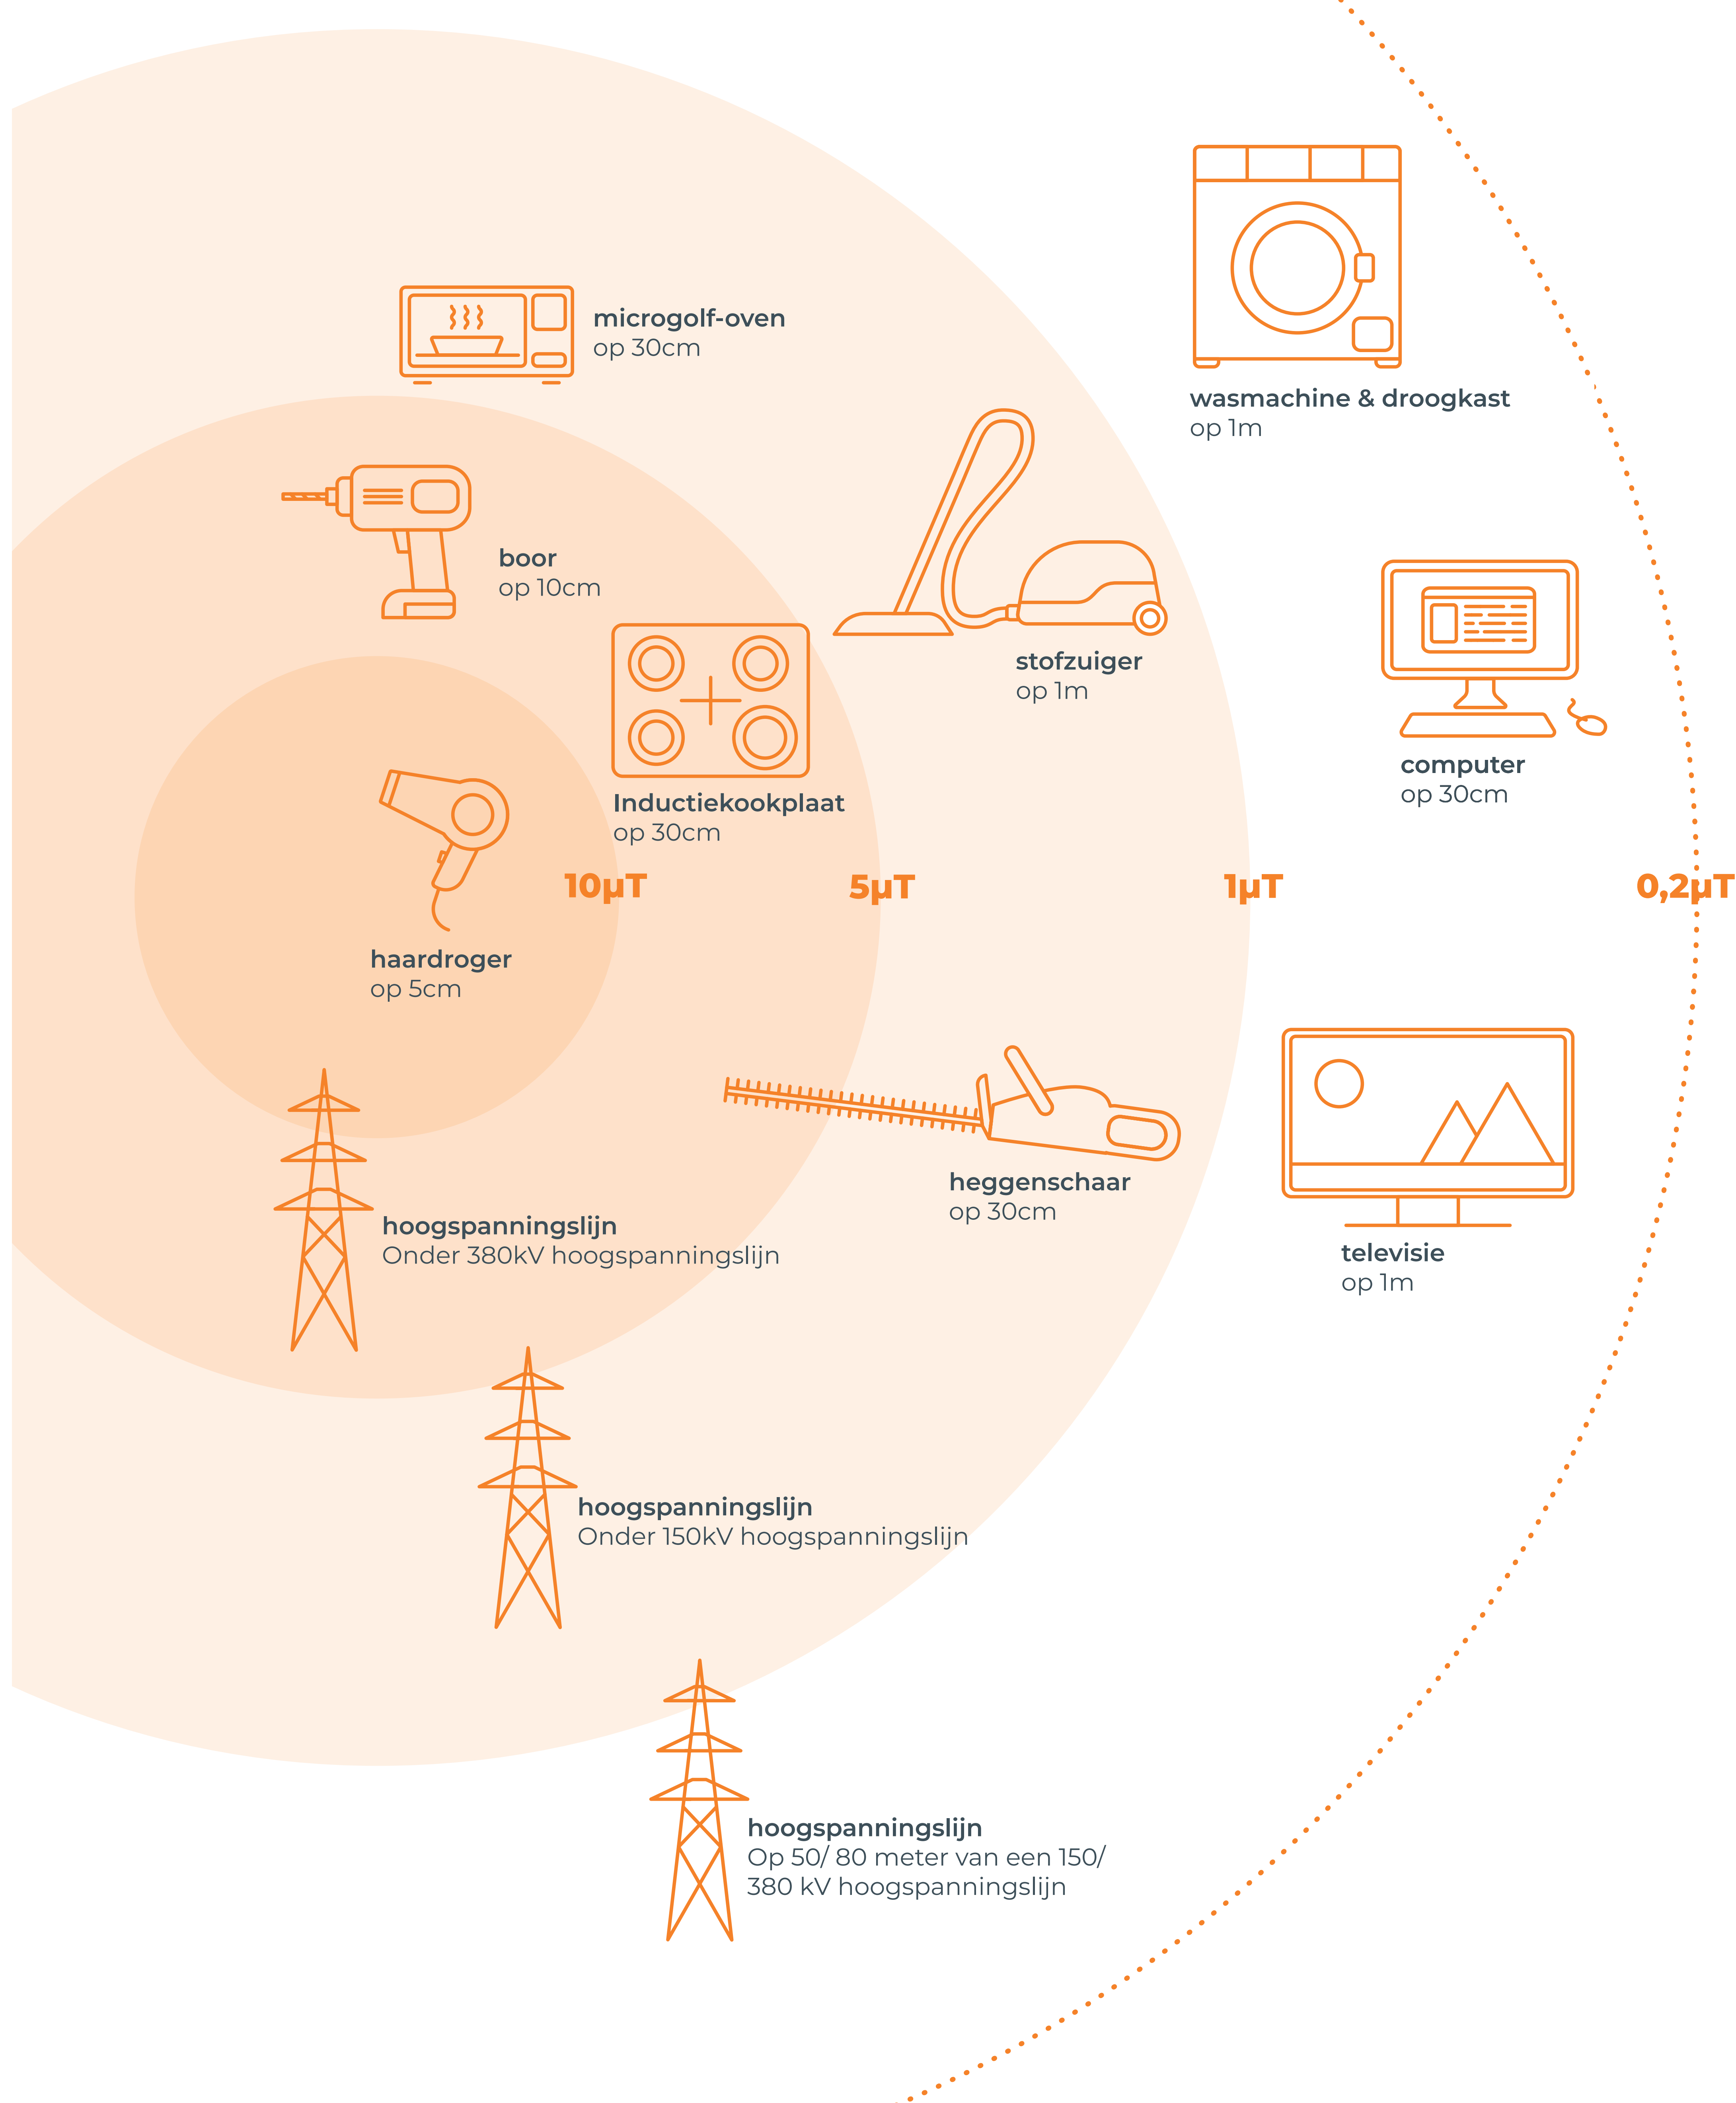 microgolf-oven
op 30cm
wasmachine & droogkast
op 1m
boor
op 10cm
stofzuiger
op 1m
computer
op 30cm
Inductiekookplaat
op 30cm
10µT
5µT
1µT
0,2µT
haardroger
op 5cm
heggenschaar
op 30cm
hoogspanningslijn
Onder 380kV hoogspanningslijn
televisie
op 1m
hoogspanningslijn
Onder 150kV hoogspanningslijn
hoogspanningslijn
Op 50/ 80 meter van een 150/
380 kV hoogspanningslijn